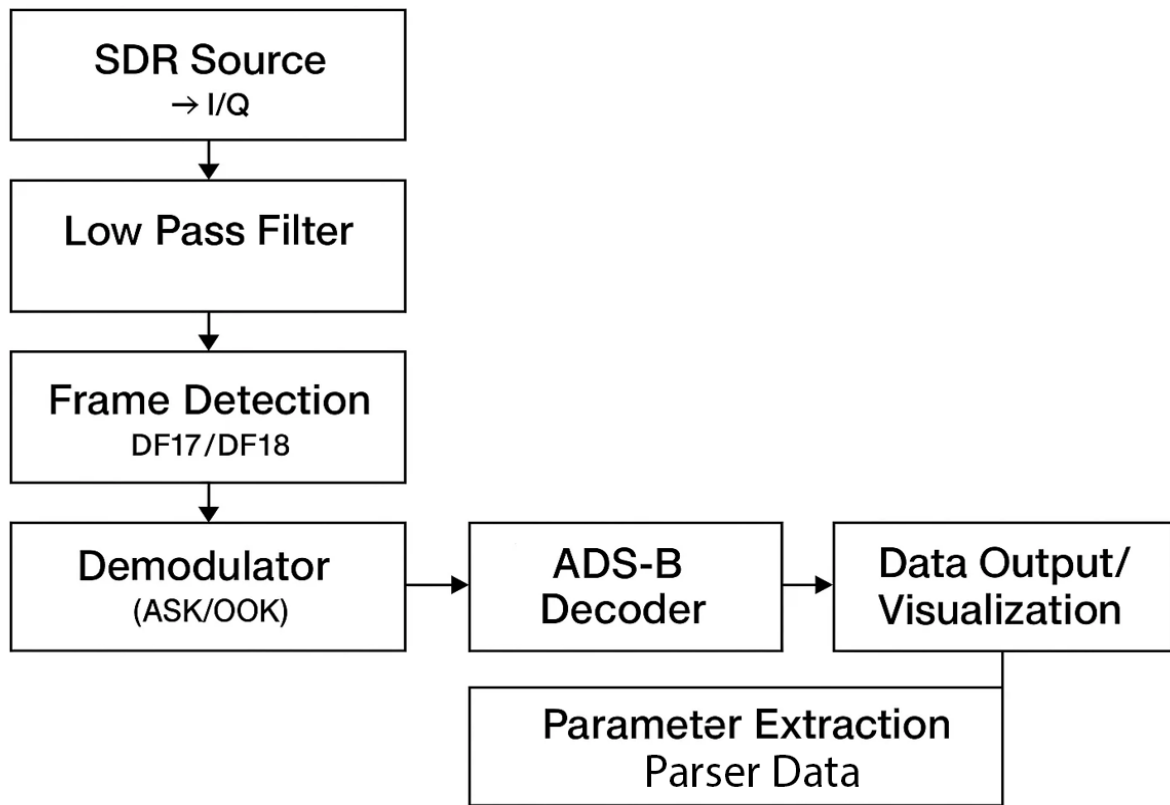 SDR Source
→ I/Q
Low Pass Filter
Frame Detection
DF17/DF18
Demodulator
(ASK/OOK)
ADS-B
Decoder
Data Output/
Visualization
Parameter Extraction
Parser Data